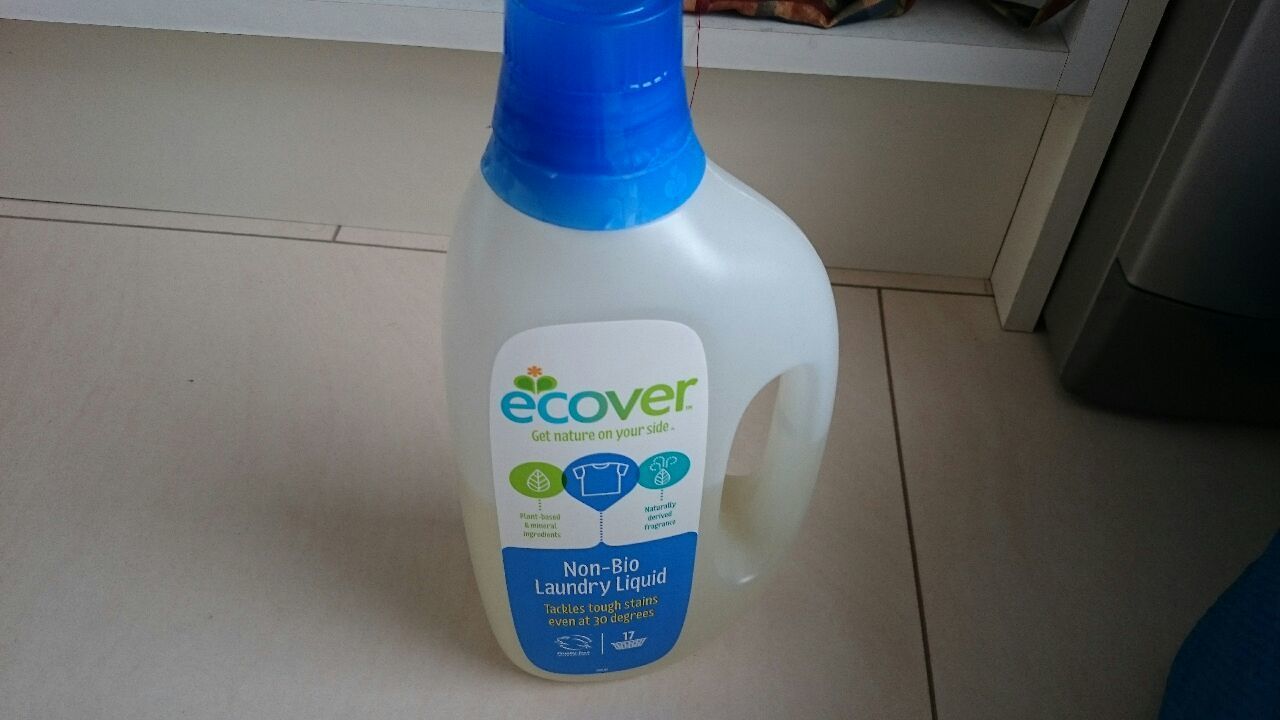 ecover
Get nature on your side
Plant-based
& mineral
ingredients
Naturally
derived
fragrance
Non-Bio
Laundry Liquid
Tackles tough stains
even at 30 degrees
17